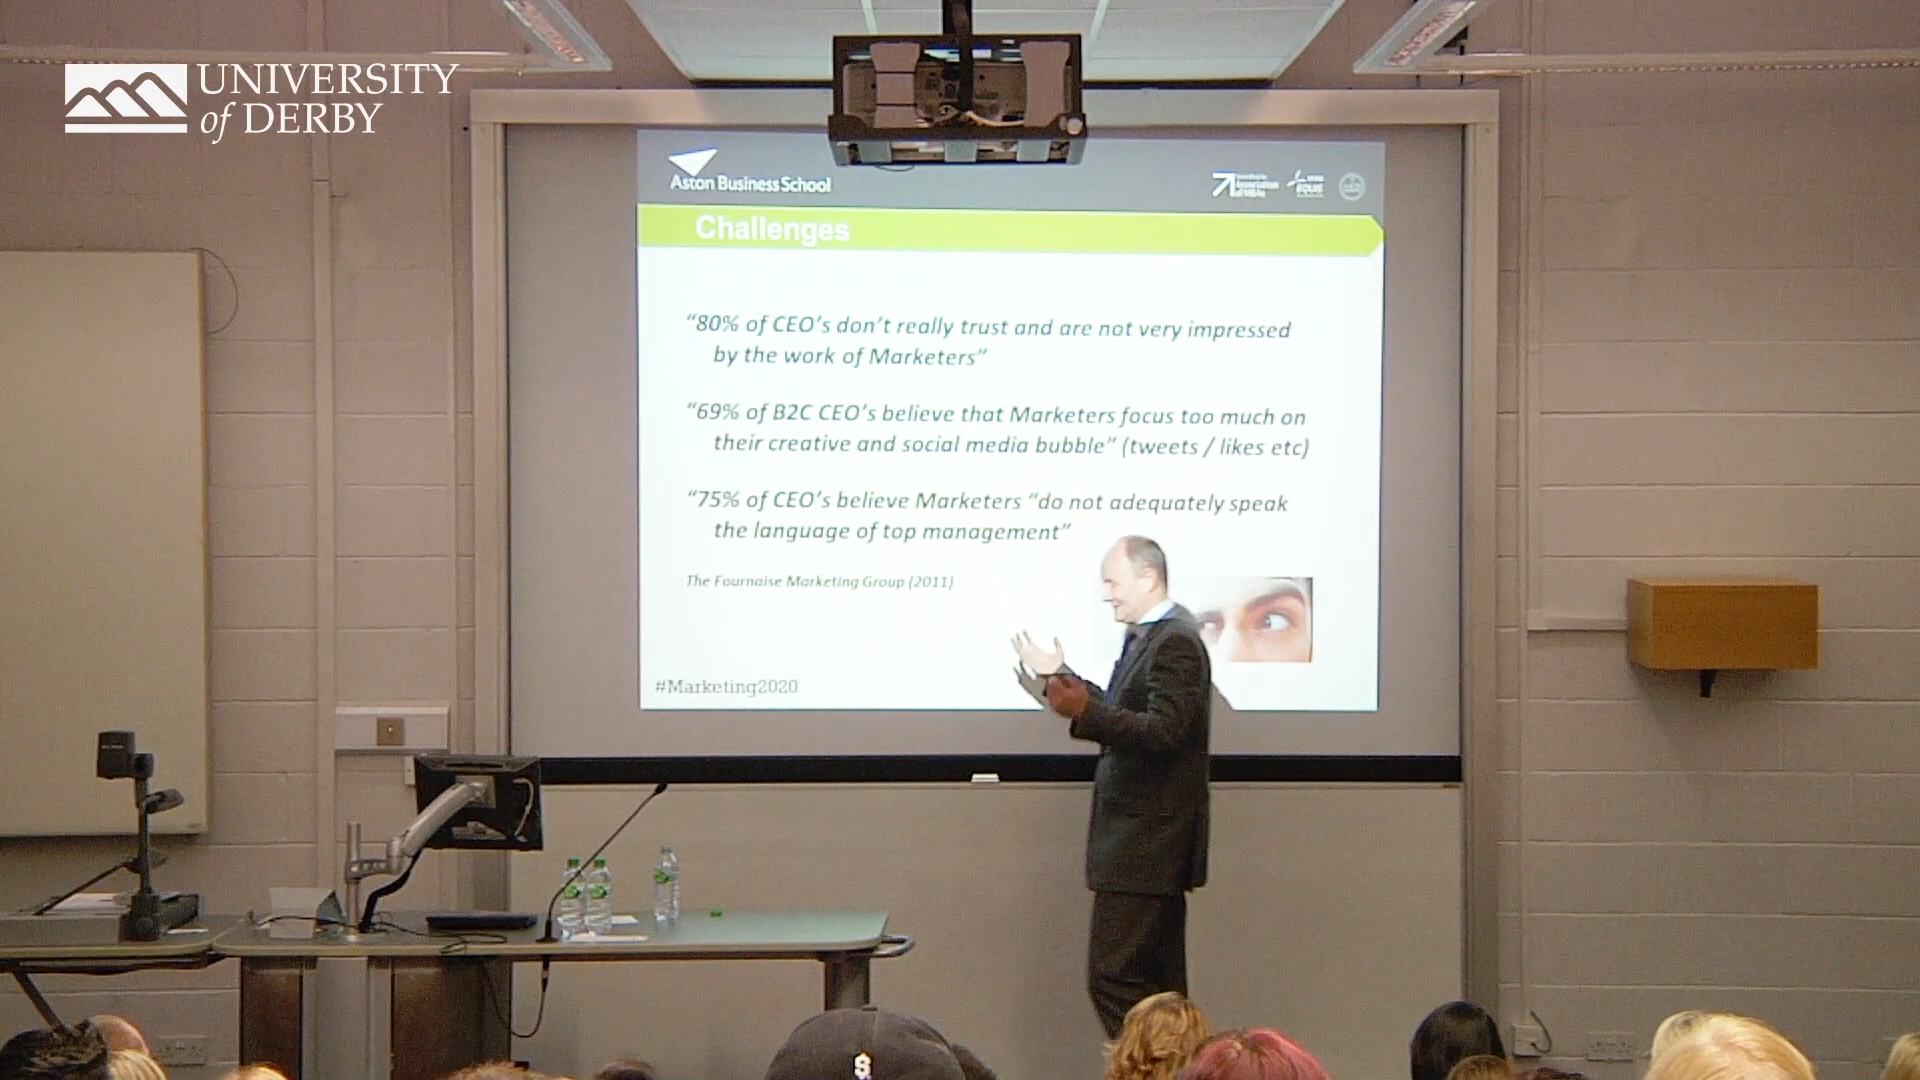 UNIVERSITY
of DERBY
Aston Business School
EQUIS
Challenges
“80% of CEO’s don’t really trust and are not very impressed
by the work of Marketers”
“69% of B2C CEO’s believe that Marketers focus too much on
their creative and social media bubble” (tweets / likes etc)
“75% of CEO’s believe Marketers “do not adequately speak
the language of top management”
The Fournaise Marketing Group (2011)
#Marketing2020
$